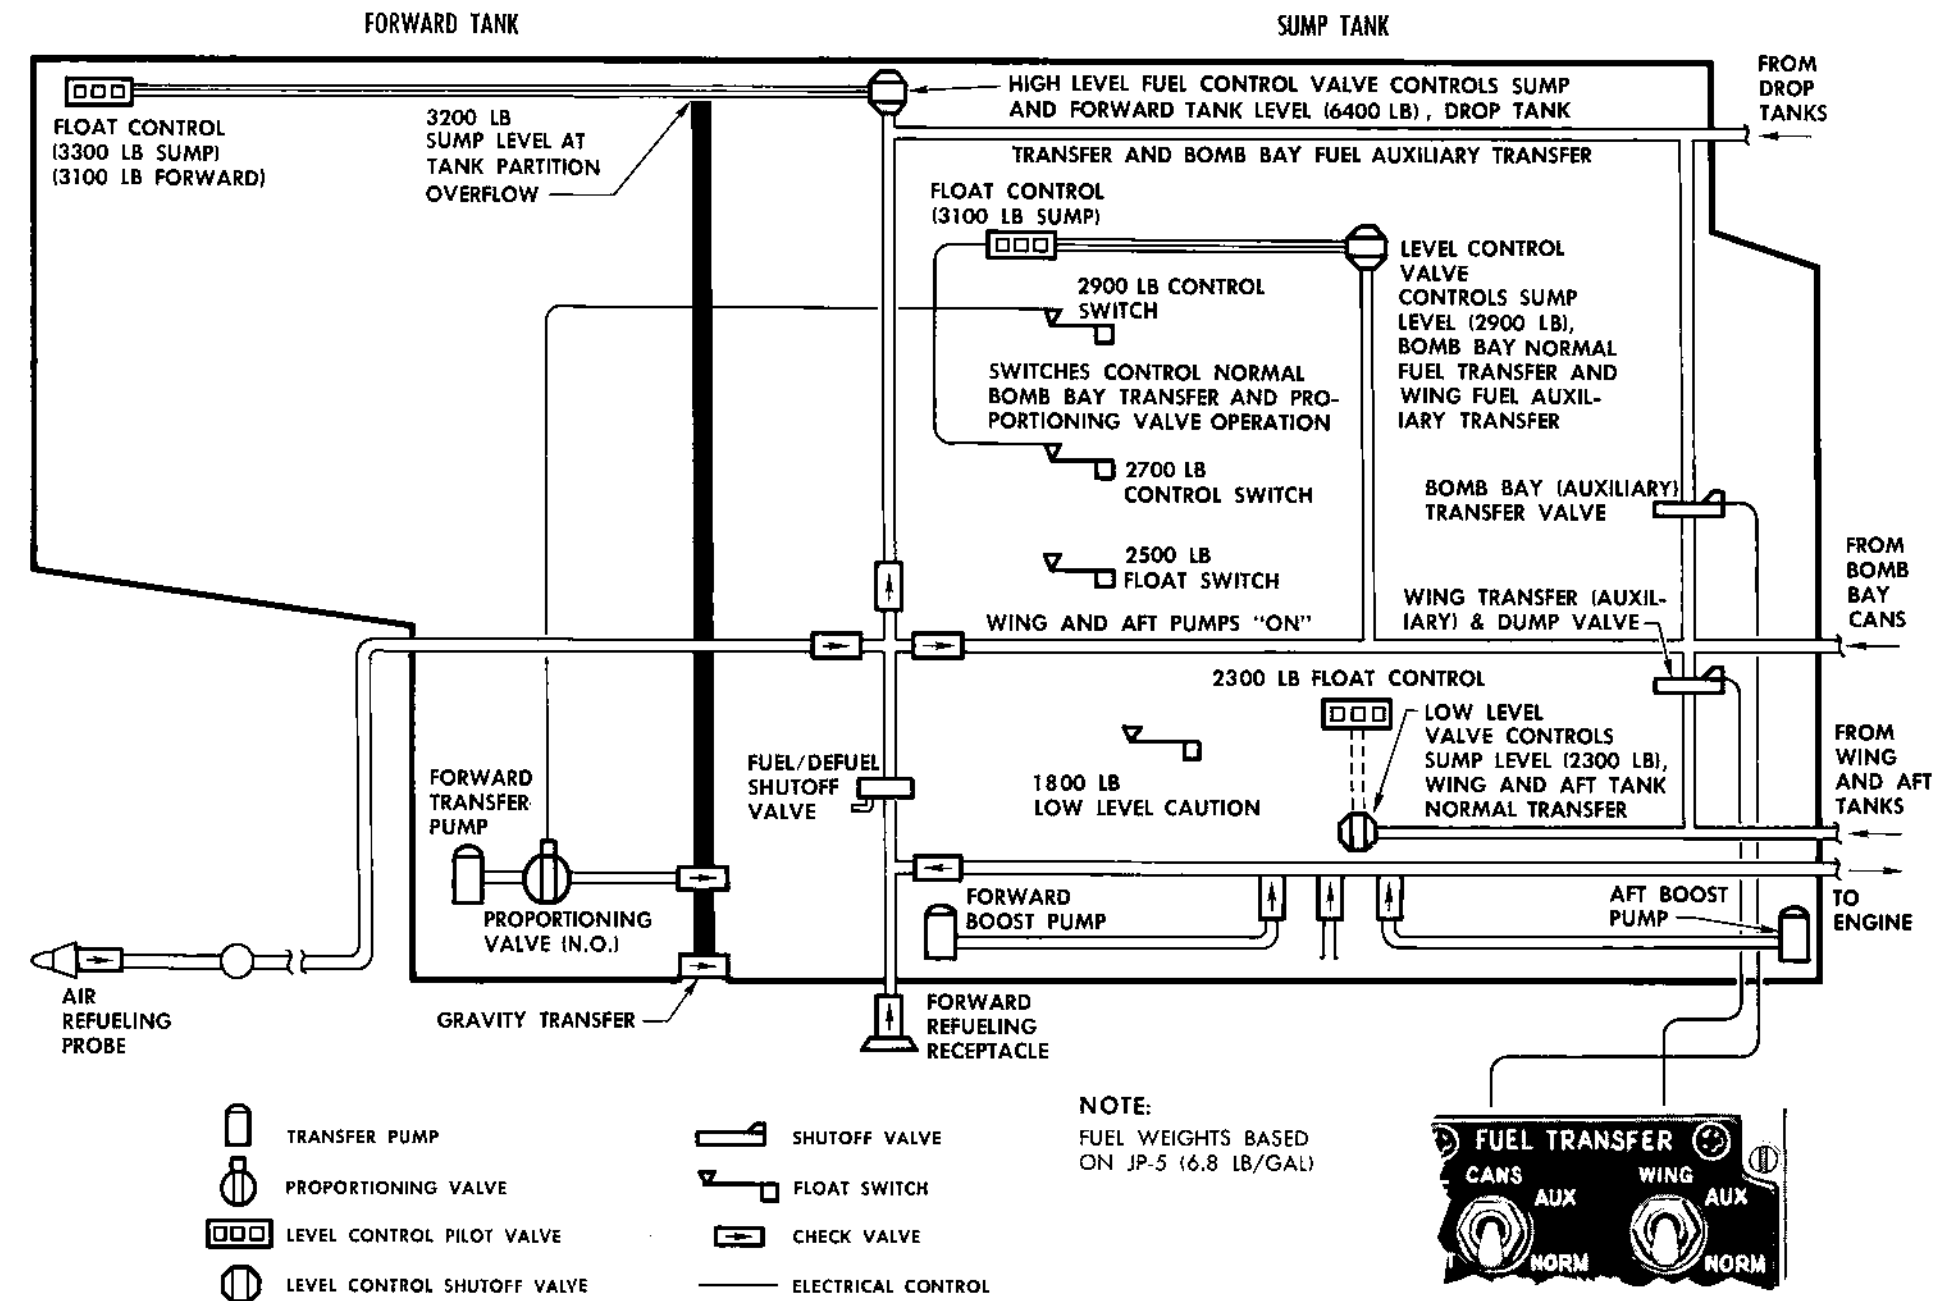 FORWARD TANK
SUMP TANK
FROM
DROP
TANKS
HIGH LEVEL FUEL CONTROL VALVE CONTROLS SUMP
AND FORWARD TANK LEVEL (6400 LB), DROP TANK
TRANSFER AND BOMB BAY FUEL AUXILIARY TRANSFER
FLOAT CONTROL
(3300 LB SUMP)
(3100 LB FORWARD)
3200 LB
SUMP LEVEL AT
TANK PARTITION
OVERFLOW
FLOAT CONTROL
(3100 LB SUMP)
LEVEL CONTROL
VALVE
CONTROLS SUMP
LEVEL (2900 LB),
BOMB BAY NORMAL
FUEL TRANSFER AND
WING FUEL AUXIL-
IARY TRANSFER
2900 LB CONTROL
SWITCH
SWITCHES CONTROL NORMAL
BOMB BAY TRANSFER AND PRO-
PORTIONING VALVE OPERATION
2700 LB
CONTROL SWITCH
BOMB BAY (AUXILIARY)
TRANSFER VALVE
2500 LB
FLOAT SWITCH
FROM
BOMB
BAY
CANS
WING TRANSFER (AUXIL-
IARY) & DUMP VALVE
WING AND AFT PUMPS "ON"
2300 LB FLOAT CONTROL
LOW LEVEL
VALVE CONTROLS
SUMP LEVEL (2300 LB),
WING AND AFT TANK
NORMAL TRANSFER
FROM
WING
AND AFT
TANKS
FUEL/DEFUEL
SHUTOFF
VALVE
1800 LB
LOW LEVEL CAUTION
FORWARD
TRANSFER
PUMP
PROPORTIONING
VALVE (N.O.)
FORWARD
BOOST PUMP
AFT BOOST
PUMP
TO
ENGINE
AIR
REFUELING
PROBE
GRAVITY TRANSFER
FORWARD
REFUELING
RECEPTACLE
TRANSFER PUMP
PROPORTIONING VALVE
LEVEL CONTROL PILOT VALVE
LEVEL CONTROL SHUTOFF VALVE
SHUTOFF VALVE
FLOAT SWITCH
CHECK VALVE
ELECTRICAL CONTROL
NOTE:
FUEL WEIGHTS BASED
ON JP-5 (6.8 LB/GAL)
FUEL TRANSFER
CANS
WING
AUX
AUX
NORM
NORM